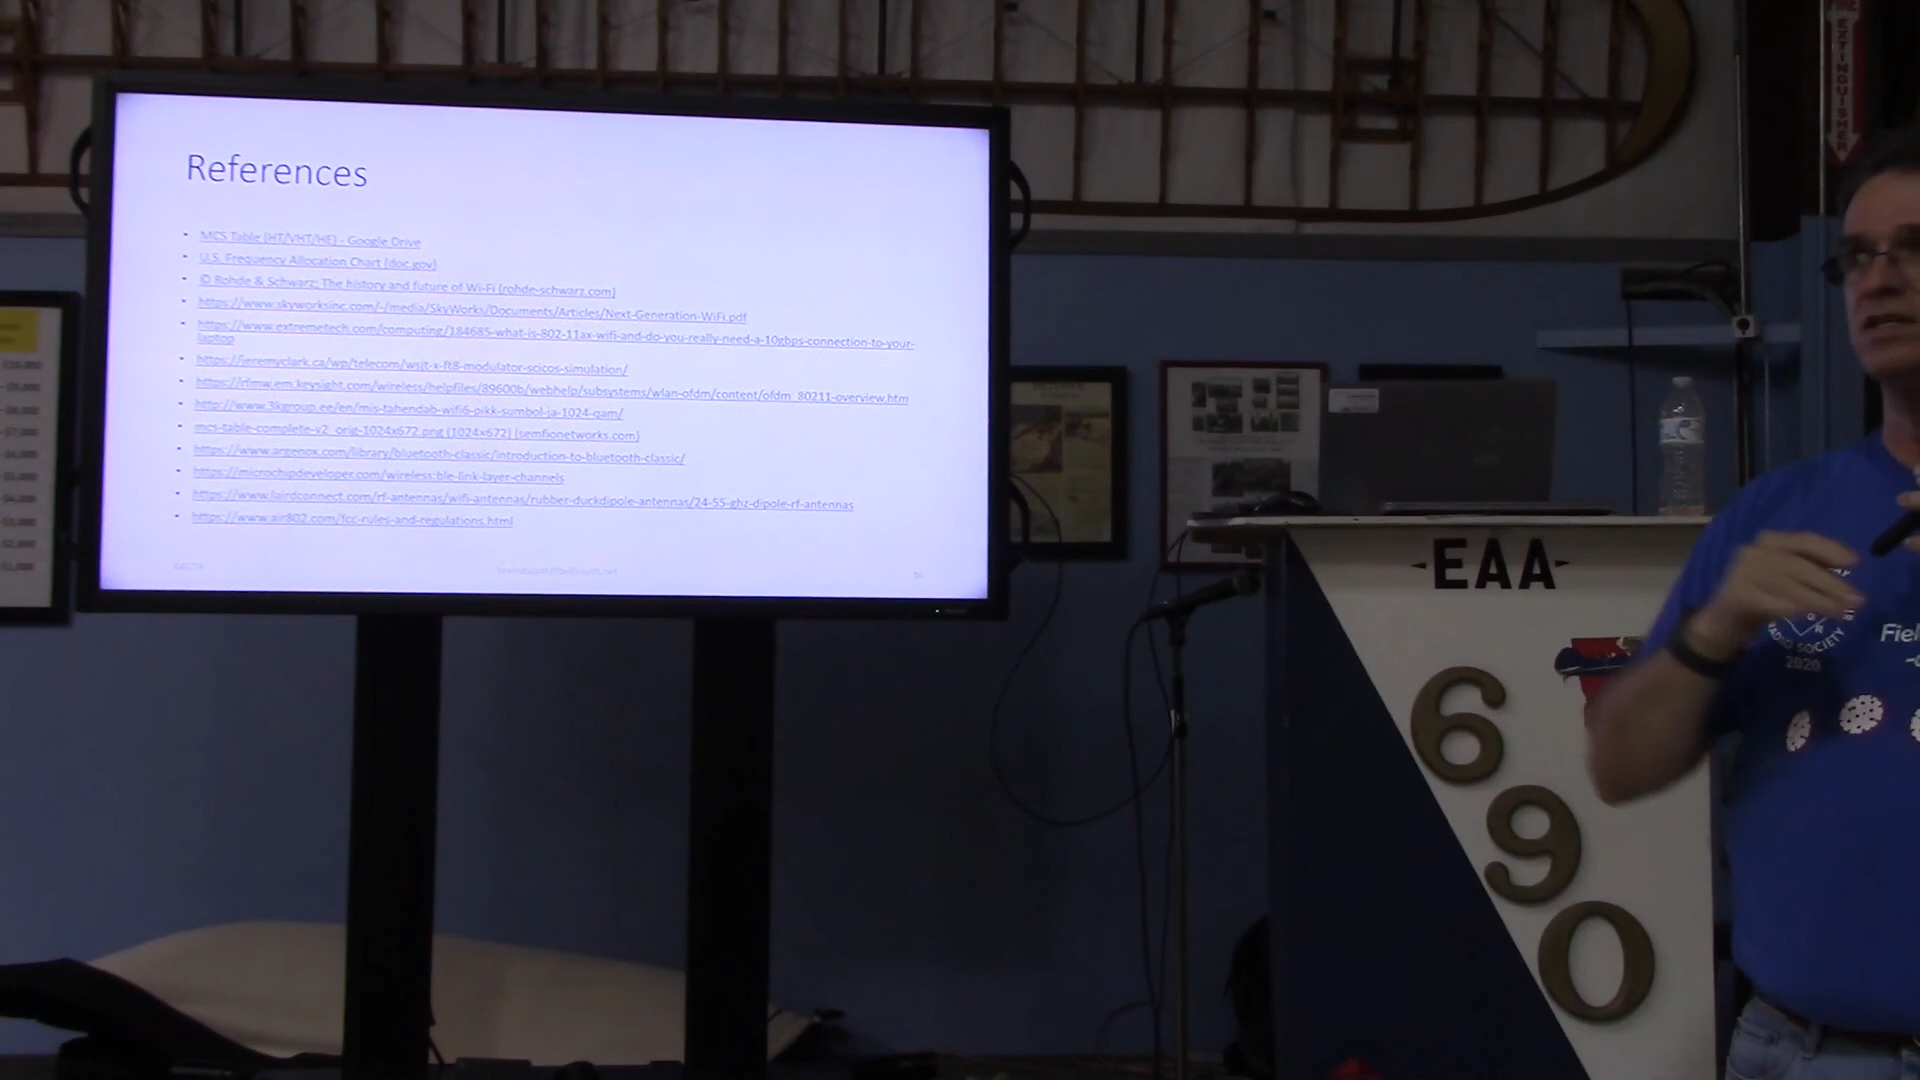 References
MCS Table (HT/VHT/HE) - Google Drive
U.S. Frequency Allocation Chart (doc.gov)
© Rohde & Schwarz; The history and future of Wi-Fi (rohde-schwarz.com)
https://www.skyworksinc.com/-/media/SkyWorks/Documents/Articles/Next-Generation-WiFi.pdf
https://www.extremetech.com/computing/184685-what-is-802-11ax-wifi-and-do-you-really-need-a-10gbps-connection-to-your-
laptop
https://jeremyclark.ca/wp/telecom/wsjt-x-ft8-modulator-scicos-simulation/
https://rfmw.em.keysight.com/wireless/helpfiles/89600b/webhelp/subsystems/wlan-ofdm/content/ofdm_80211-overview.htm
http://www.3kgroup.ee/en/mis-tahendab-wifi6-pikk-sumbol-ja-1024-qam/
mcs-table-complete-v2_orig-1024x672.png (1024×672) (semfionetworks.com)
https://www.argenox.com/library/bluetooth-classic/introduction-to-bluetooth-classic/
https://microchipdeveloper.com/wireless:ble-link-layer-channels
https://www.lairdconnect.com/rf-antennas/wifi-antennas/rubber-duckdipole-antennas/24-55-ghz-dipole-rf-antennas
https://www.air802.com/fcc-rules-and-regulations.html
FIRE
EXTINGUISHER
-EAA-
690
RADIO SOCIETY
2020